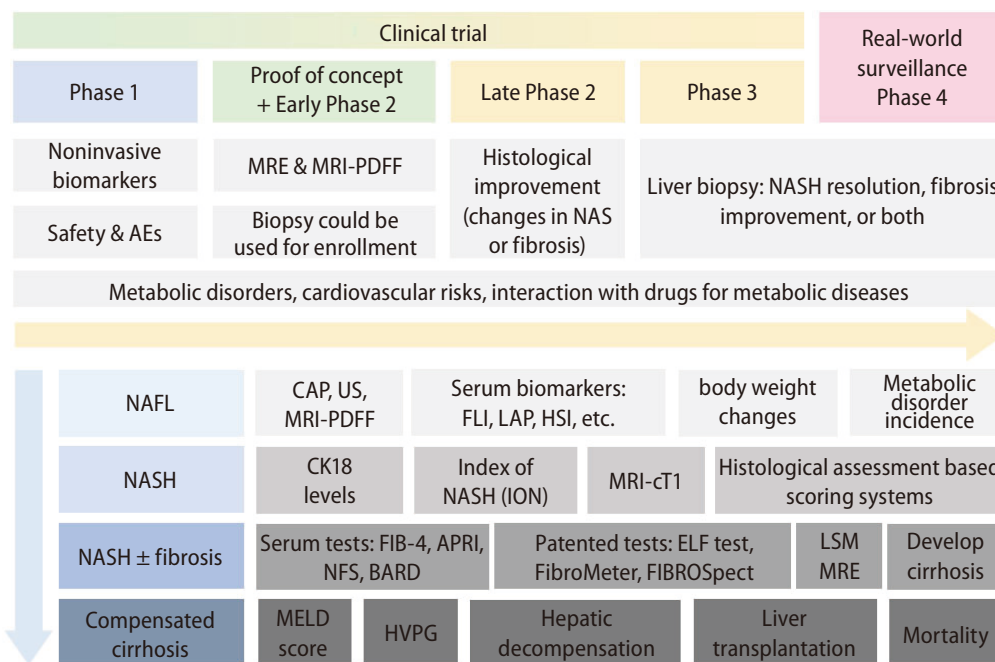 Clinical trial
Real-world
surveillance
Phase 4
Phase 1
Proof of concept
+ Early Phase 2
Late Phase 2
Phase 3
Noninvasive
biomarkers
MRE & MRI-PDFF
Histological
improvement
(changes in NAS
or fibrosis)
Liver biopsy: NASH resolution, fibrosis
improvement, or both
Safety & AEs
Biopsy could be
used for enrollment
Metabolic disorders, cardiovascular risks, interaction with drugs for metabolic diseases
NAFL
CAP, US,
MRI-PDFF
Serum biomarkers:
FLI, LAP, HSI, etc.
body weight
changes
Metabolic
disorder
incidence
NASH
CK18
levels
Index of
NASH (ION)
MRI-cT1
Histological assessment based
scoring systems
NASH ± fibrosis
Serum tests: FIB-4, APRI,
NFS, BARD
Patented tests: ELF test,
FibroMeter, FIBROSpect
LSM
MRE
Develop
cirrhosis
Compensated
cirrhosis
MELD
score
HVPG
Hepatic
decompensation
Liver
transplantation
Mortality